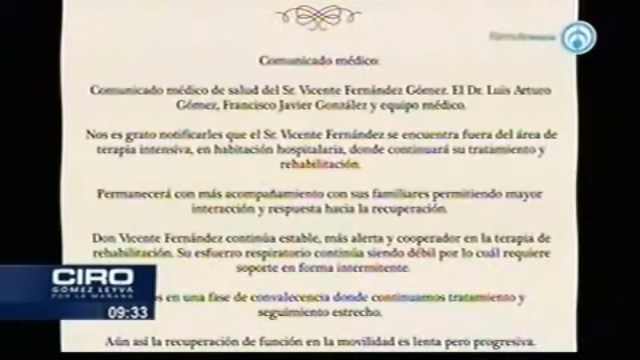 Comunicado médico:
Comunicado médico de salud del Sr. Vicente Fernández Gómez. El Dr. Luis Arturo
Gómez, Francisco Javier González y equipo médico.
Nos es grato notificarles que el Sr. Vicente Fernández se encuentra fuera del área de
terapia intensiva, en habitación hospitalaria, donde continuará su tratamiento y
rehabilitación.
Permanecerá con más acompañamiento con sus familiares permitiendo mayor
interacción y respuesta hacia la recuperación.
Don Vicente Fernández continúa estable, más alerta y cooperador en la terapia de
rehabilitación. Su esfuerzo respiratorio continúa siendo débil por lo cuál requiere
soporte en forma intermitente.
en una fase de convalecencia donde continuamos tratamiento y
seguimiento estrecho.
Aún así la recuperación de función en la movilidad es lenta pero progresiva.
CIRO
GÓMEZ LEYVA
POR LA MAÑANA
09:33